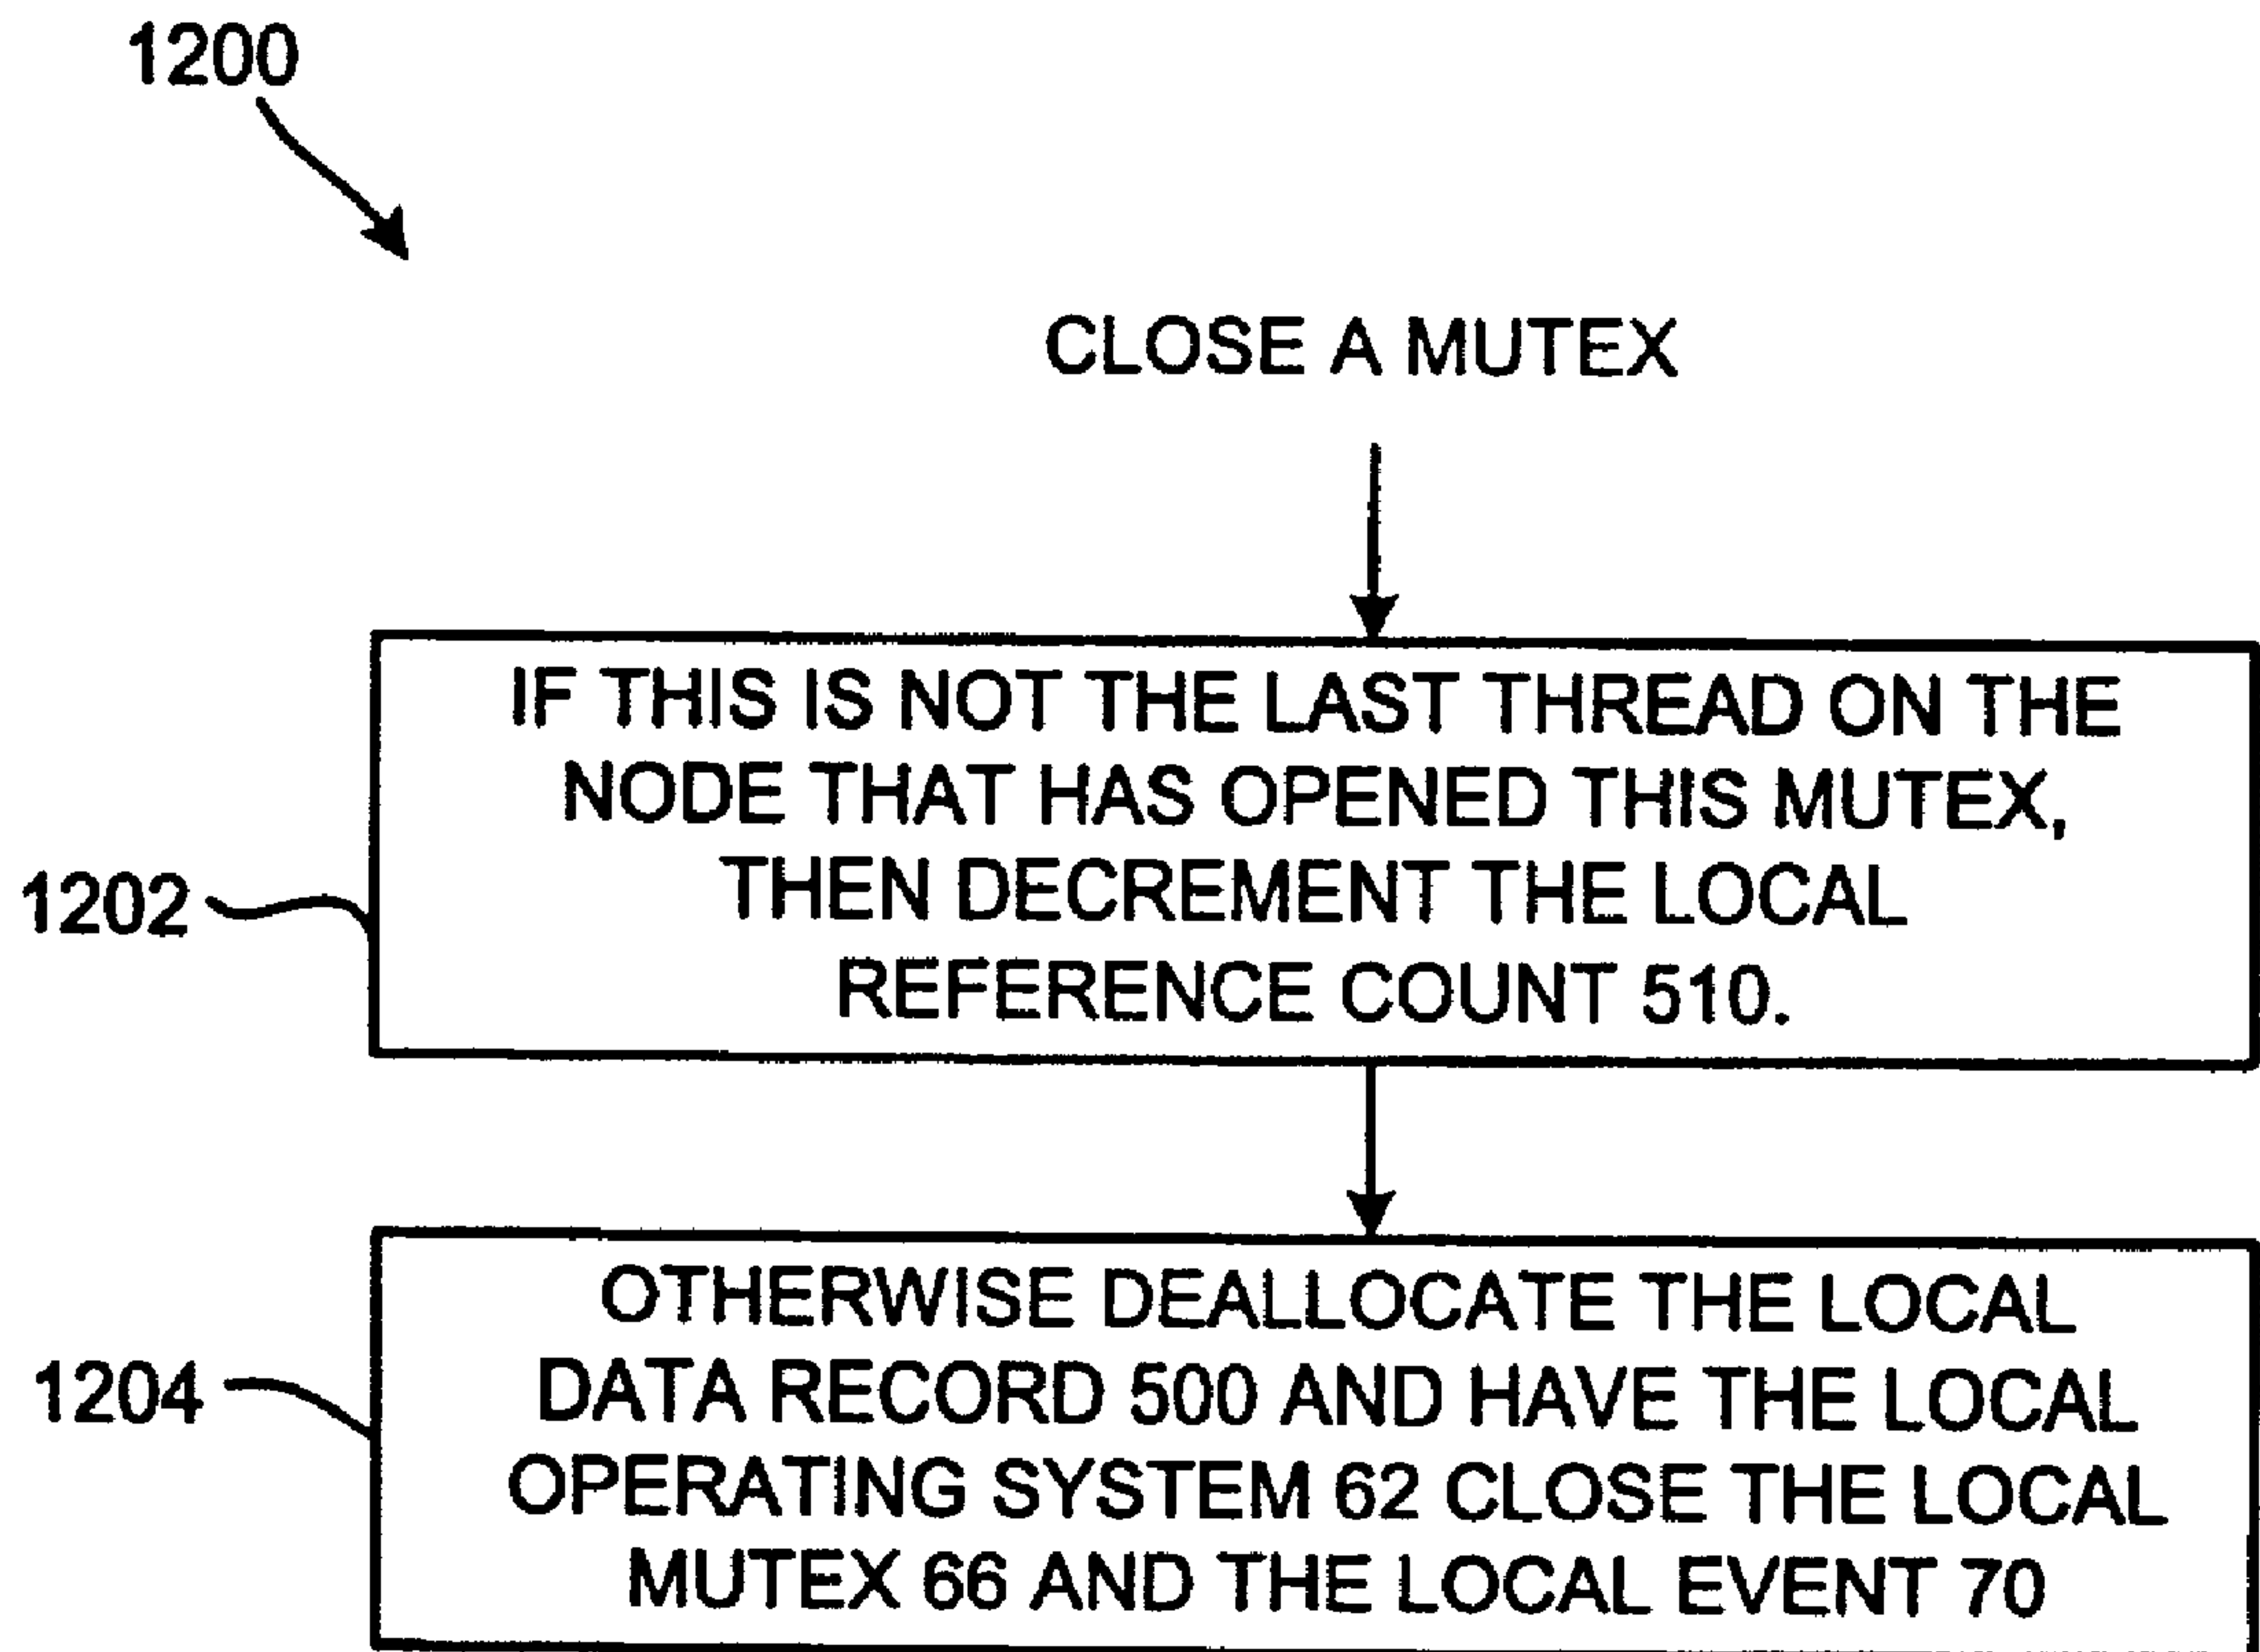 1200
CLOSE A MUTEX
IF THIS IS NOT THE LAST THREAD ON THE
NODE THAT HAS OPENED THIS MUTEX,
THEN DECREMENT THE LOCAL
REFERENCE COUNT 510.
1202
OTHERWISE DEALLOCATE THE LOCAL
DATA RECORD 500 AND HAVE THE LOCAL
OPERATING SYSTEM 62 CLOSE THE LOCAL
MUTEX 66 AND THE LOCAL EVENT 70
1204